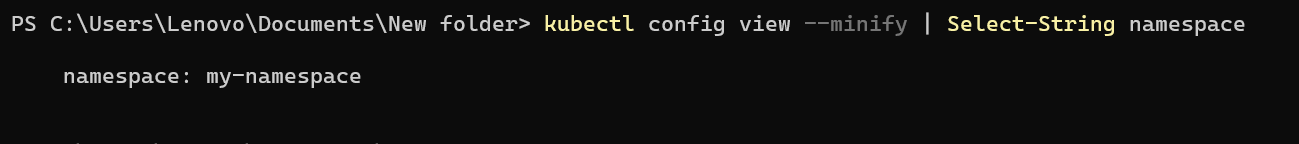 PS C:\Users\Lenovo\Documents\New folder> kubectl config view --minify | Select-String namespace
namespace: my-namespace